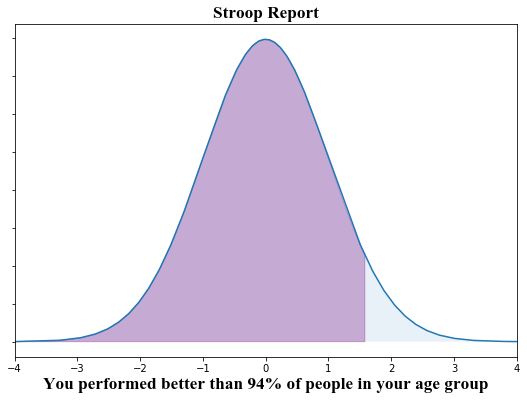 Stroop Report
−4 −3 −2 −1 0 1 2 3 4
You performed better than 94% of people in your age group